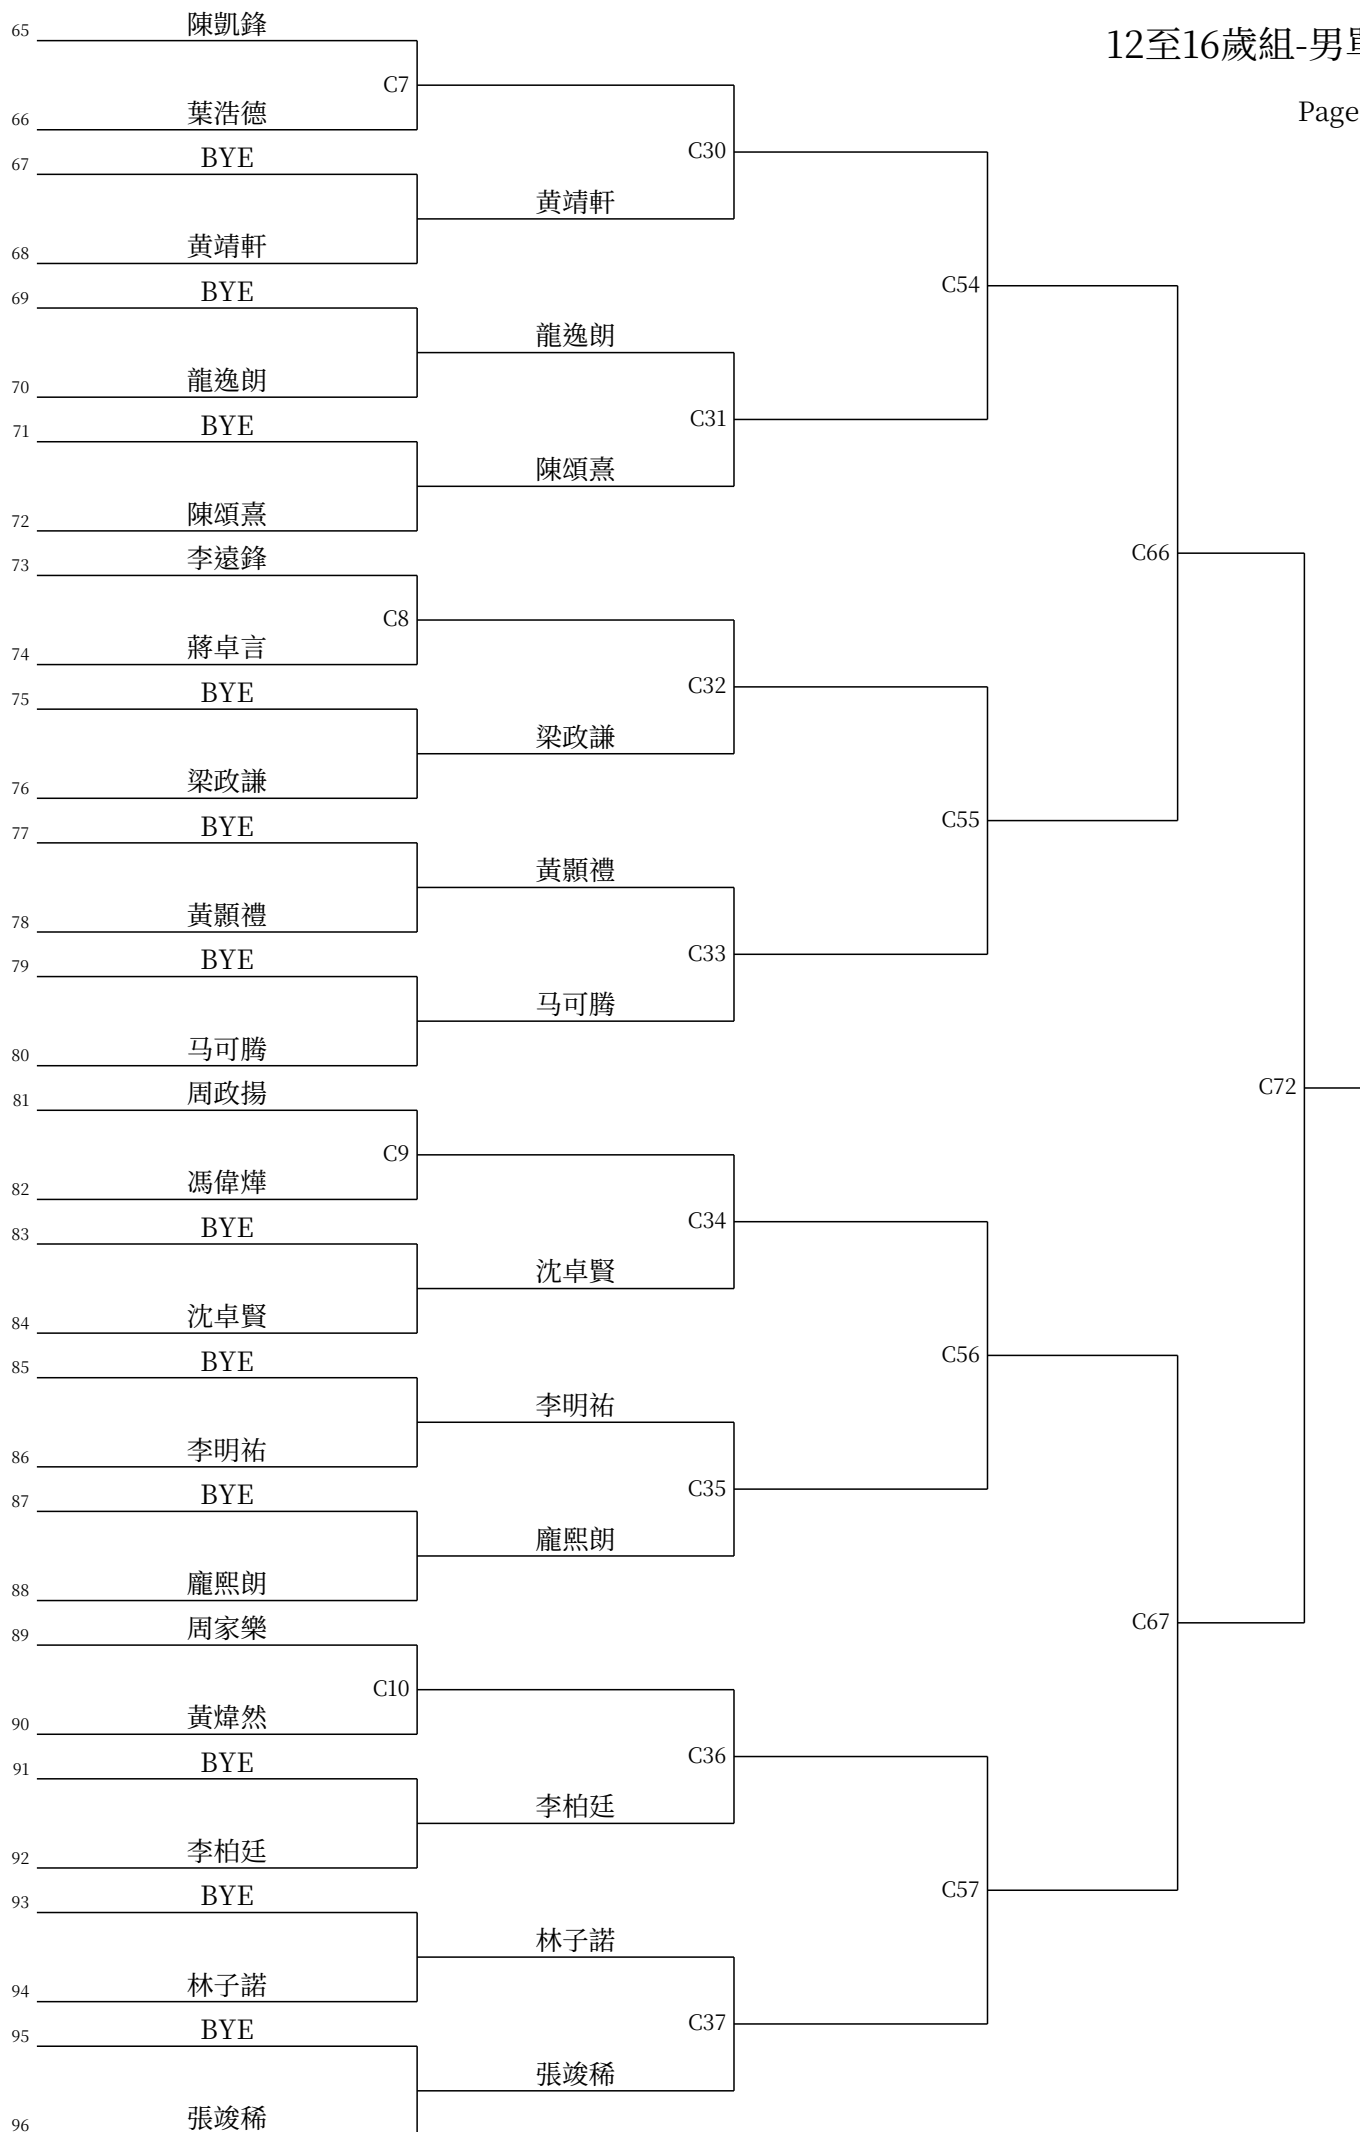 12至16歲組-男單
Page
65 陳凱鋒
C7
66 葉浩德
67 BYE
C30
黃靖軒
68 黃靖軒
69 BYE
C54
龍逸朗
70 龍逸朗
71 BYE
C31
陳頌熹
72 陳頌熹
73 李遠鋒
C66
C8
74 蔣卓言
75 BYE
C32
梁政謙
76 梁政謙
77 BYE
C55
黃顥禮
78 黃顥禮
79 BYE
C33
马可腾
80 马可腾
81 周政揚
C72
C9
82 馮偉燁
83 BYE
C34
沈卓賢
84 沈卓賢
85 BYE
C56
李明祐
86 李明祐
87 BYE
C35
龐熙朗
88 龐熙朗
89 周家樂
C67
C10
90 黃煒然
91 BYE
C36
李柏廷
92 李柏廷
93 BYE
C57
林子諾
94 林子諾
95 BYE
C37
張竣稀
96 張竣稀